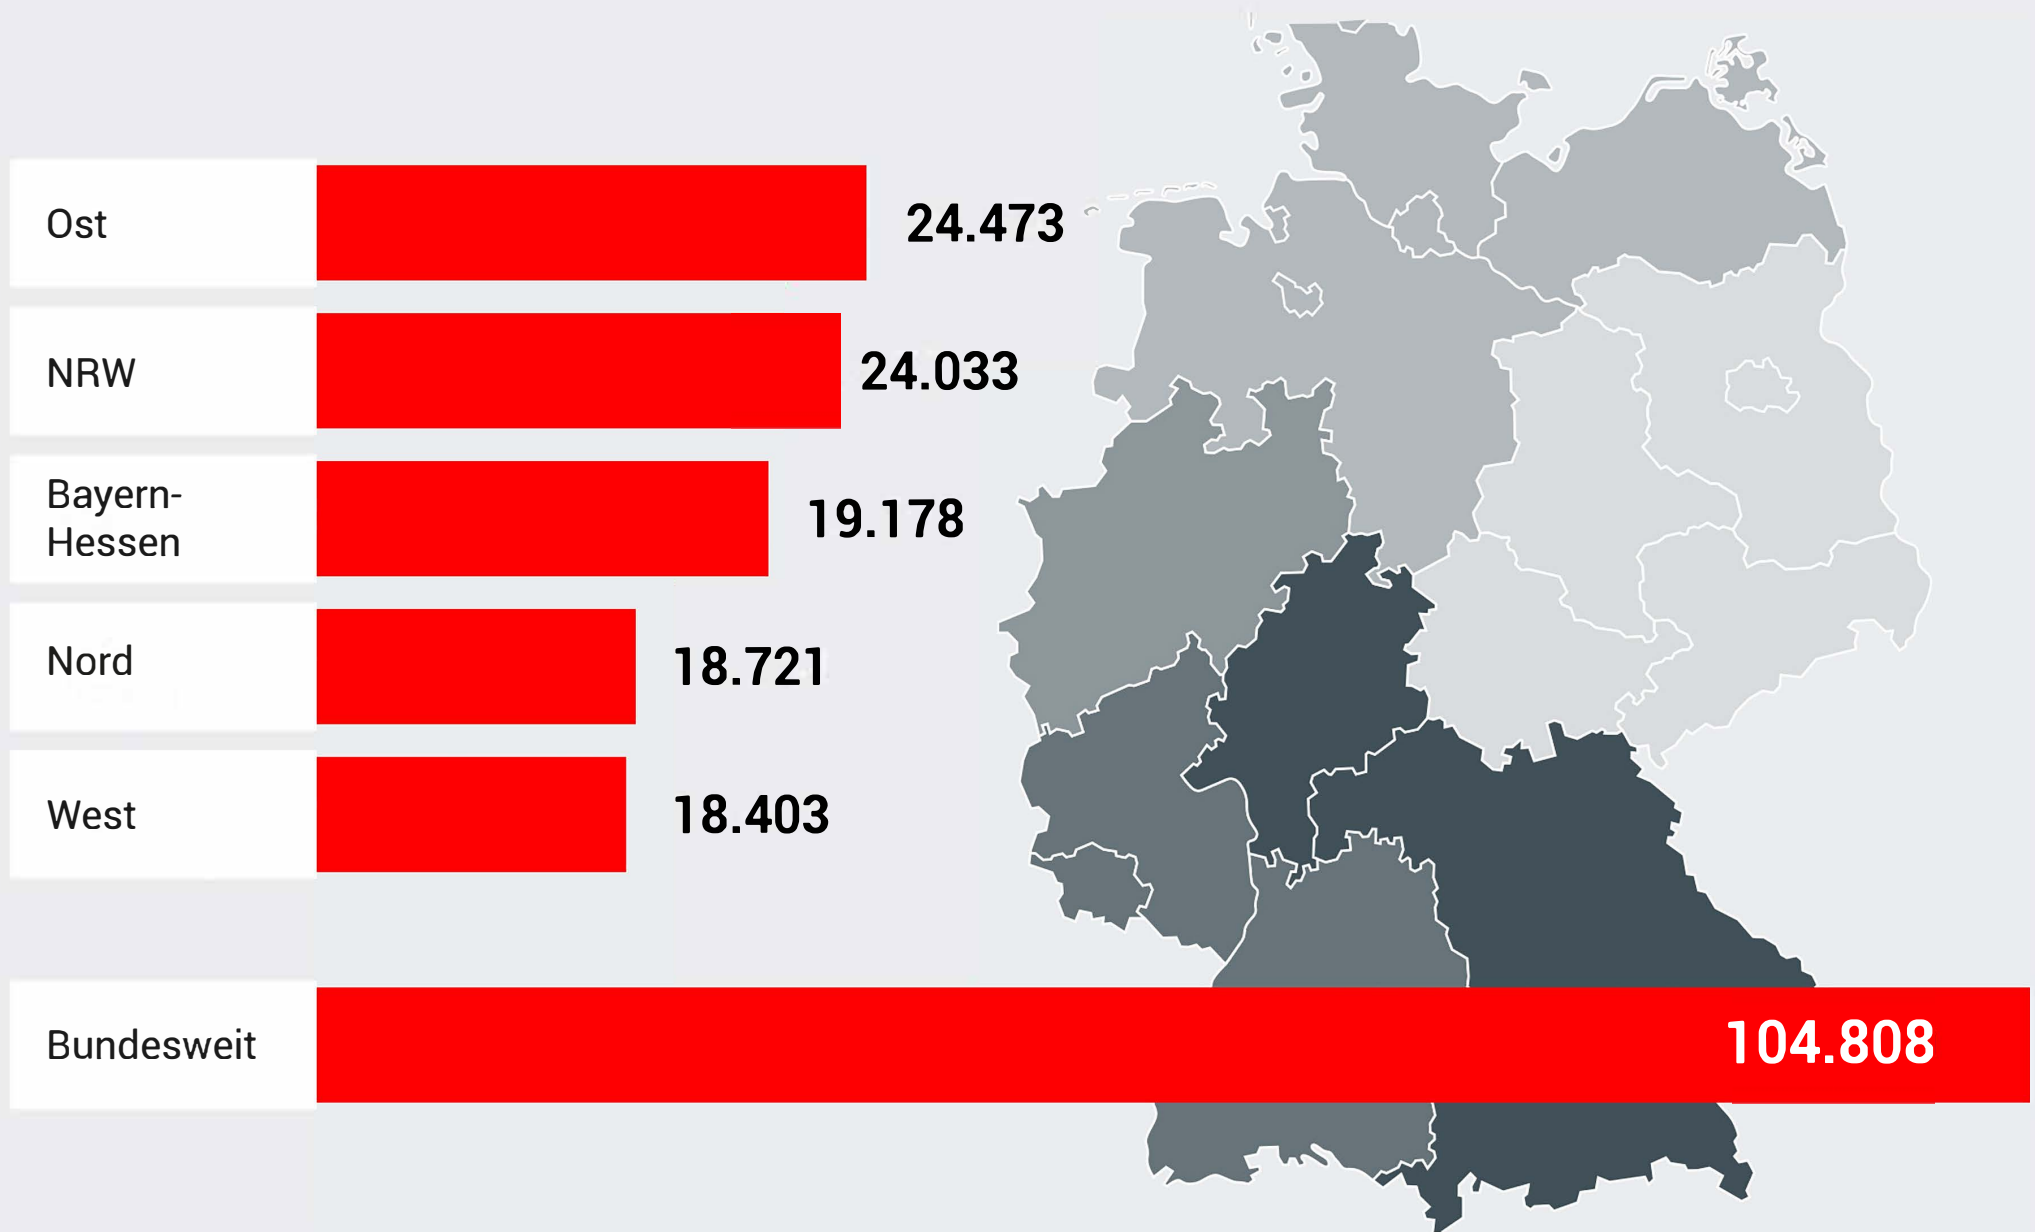 Ost
24.473
NRW
24.033
Bayern-
Hessen
19.178
Nord
18.721
West
18.403
Bundesweit
104.808